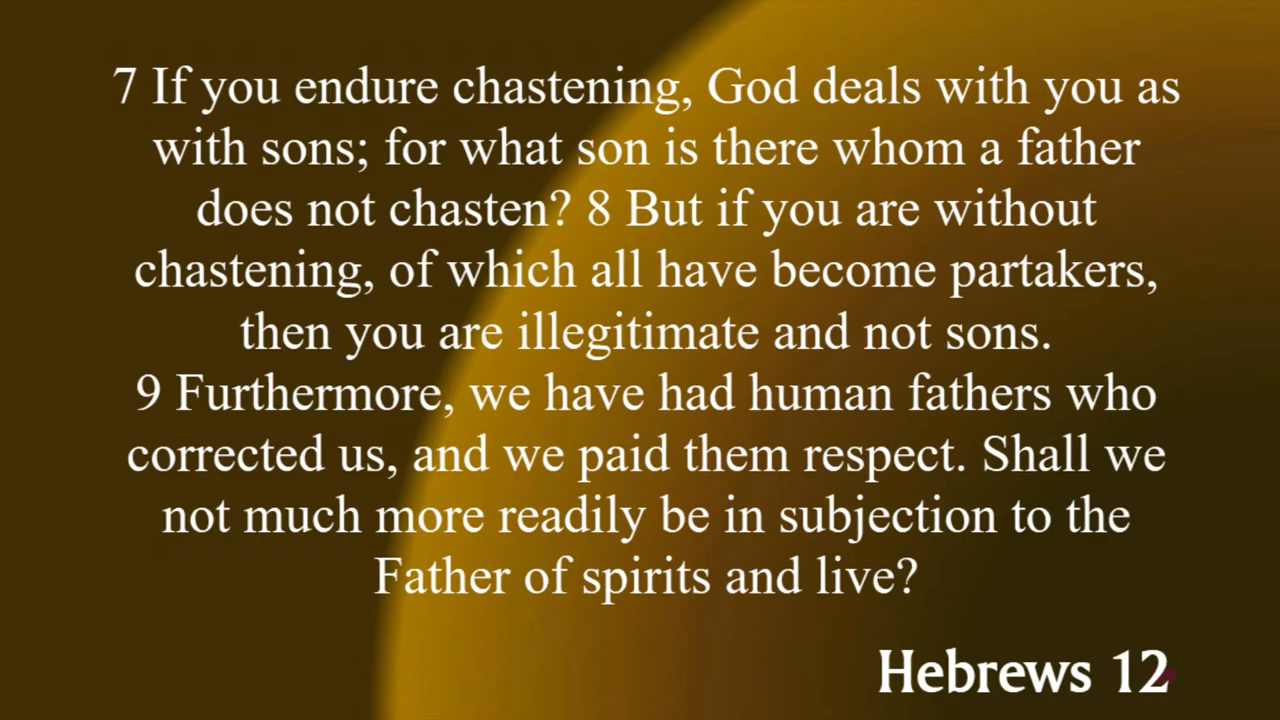 7 If you endure chastening, God deals with you as
with sons; for what son is there whom a father
does not chasten? 8 But if you are without
chastening, of which all have become partakers,
then you are illegitimate and not sons.
9 Furthermore, we have had human fathers who
corrected us, and we paid them respect. Shall we
not much more readily be in subjection to the
Father of spirits and live?
Hebrews 12